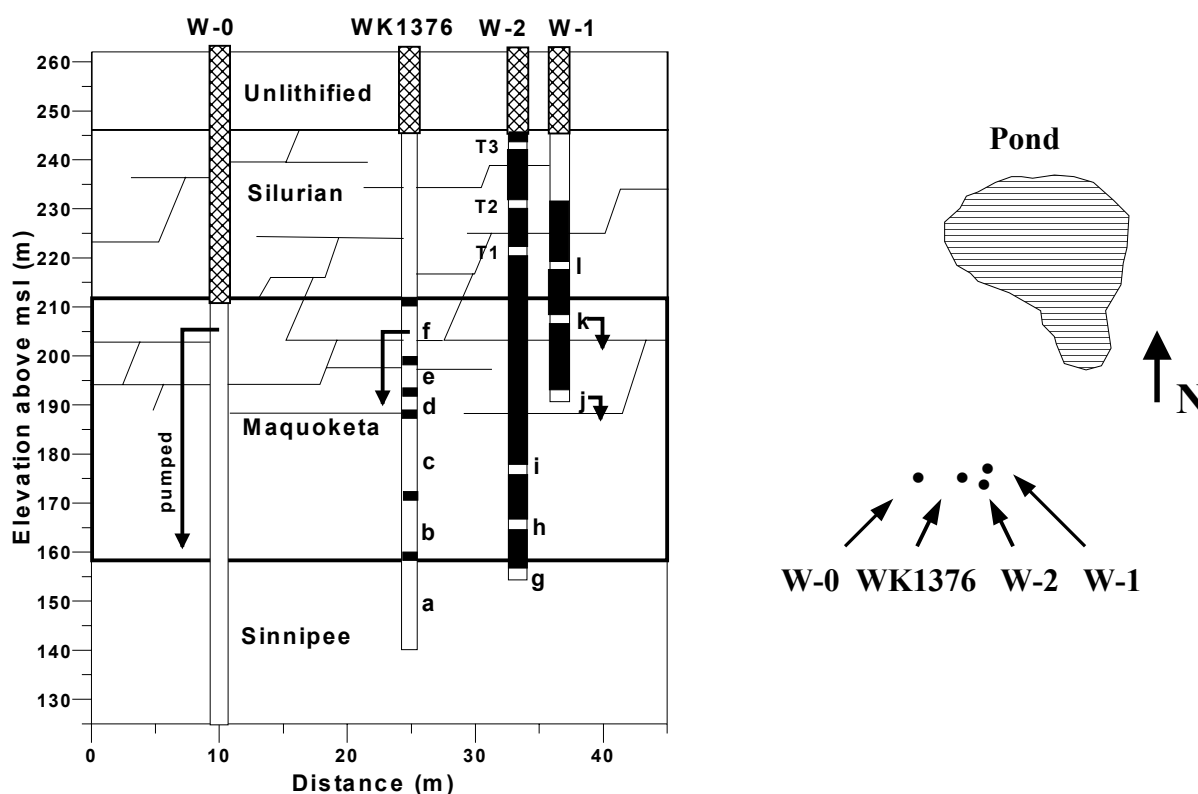 W-0 WK1376 W-2 W-1
260
250
240
230
220
210
200
190
180
170
160
150
140
130
Elevation above msl (m)
Unlithified
Silurian
Maquoketa
Sinnipee
pumped
T3
T2
T1
l
k
j
f
e
d
c
b
a
i
h
g
0 10 20 30 40
Distance (m)
Pond
N
W-0 WK1376 W-2 W-1